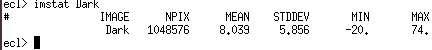 ecl> imstat Dark
# IMAGE NPIX MEAN STDDEV MIN MAX
Dark 1048576 8.039 5.856 -20. 74.
ecl>